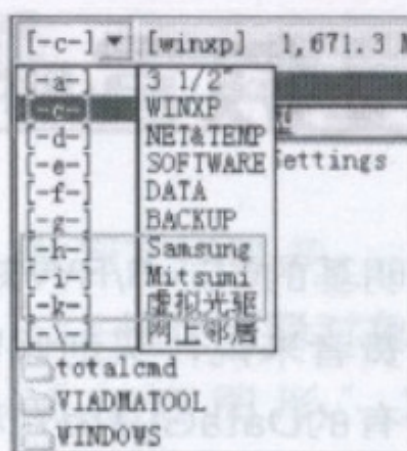 [-c-] [winxp] 1,671.3 M
[-a-] 3 1/2"
[-c-] WINXP
[-d-] NET&TEMP
[-e-] SOFTWARE ettings
[-f-] DATA
[-g-] BACKUP
[-h-] Samsung
[-i-] Mitsumi
[-k-] 虚拟光驱
[-\-] 网上邻居
totalcmd
VIADMATOOL
WINDOWS